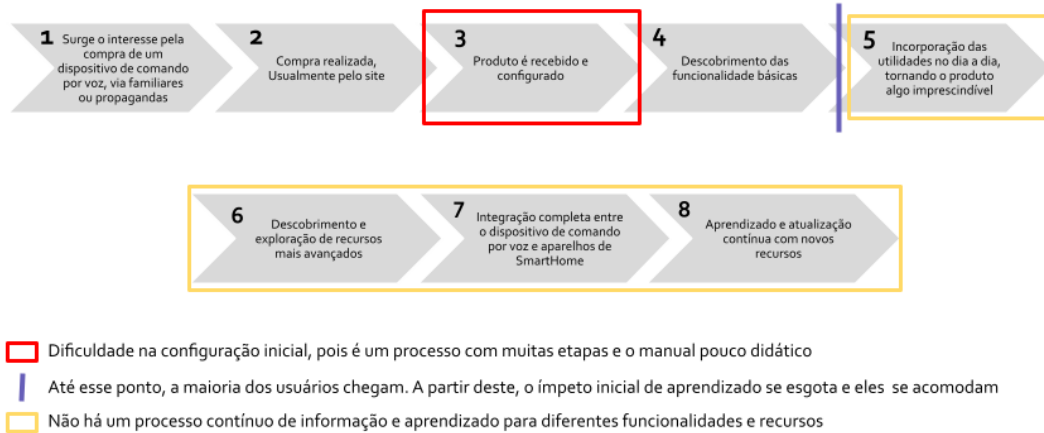 1 Surge o interesse pela
compra de um
dispositivo de comando
por voz, via familiares
ou propagandas
2
Compra realizada,
Usualmente pelo site
3
Produto é recebido e
configurado
4
Descobrimento das
funcionalidade básicas
5
Incorporação das
utilidades no dia a dia,
tornando o produto
algo imprescindível
6
Descobrimento e
exploração de recursos
mais avançados
7
Integração completa entre
o dispositivo de comando
por voz e aparelhos de
SmartHome
8
Aprendizado e atualização
contínua com novos
recursos
Dificuldade na configuração inicial, pois é um processo com muitas etapas e o manual pouco didático
Até esse ponto, a maioria dos usuários chegam. A partir deste, o ímpeto inicial de aprendizado se esgota e eles se acomodam
Não há um processo contínuo de informação e aprendizado para diferentes funcionalidades e recursos